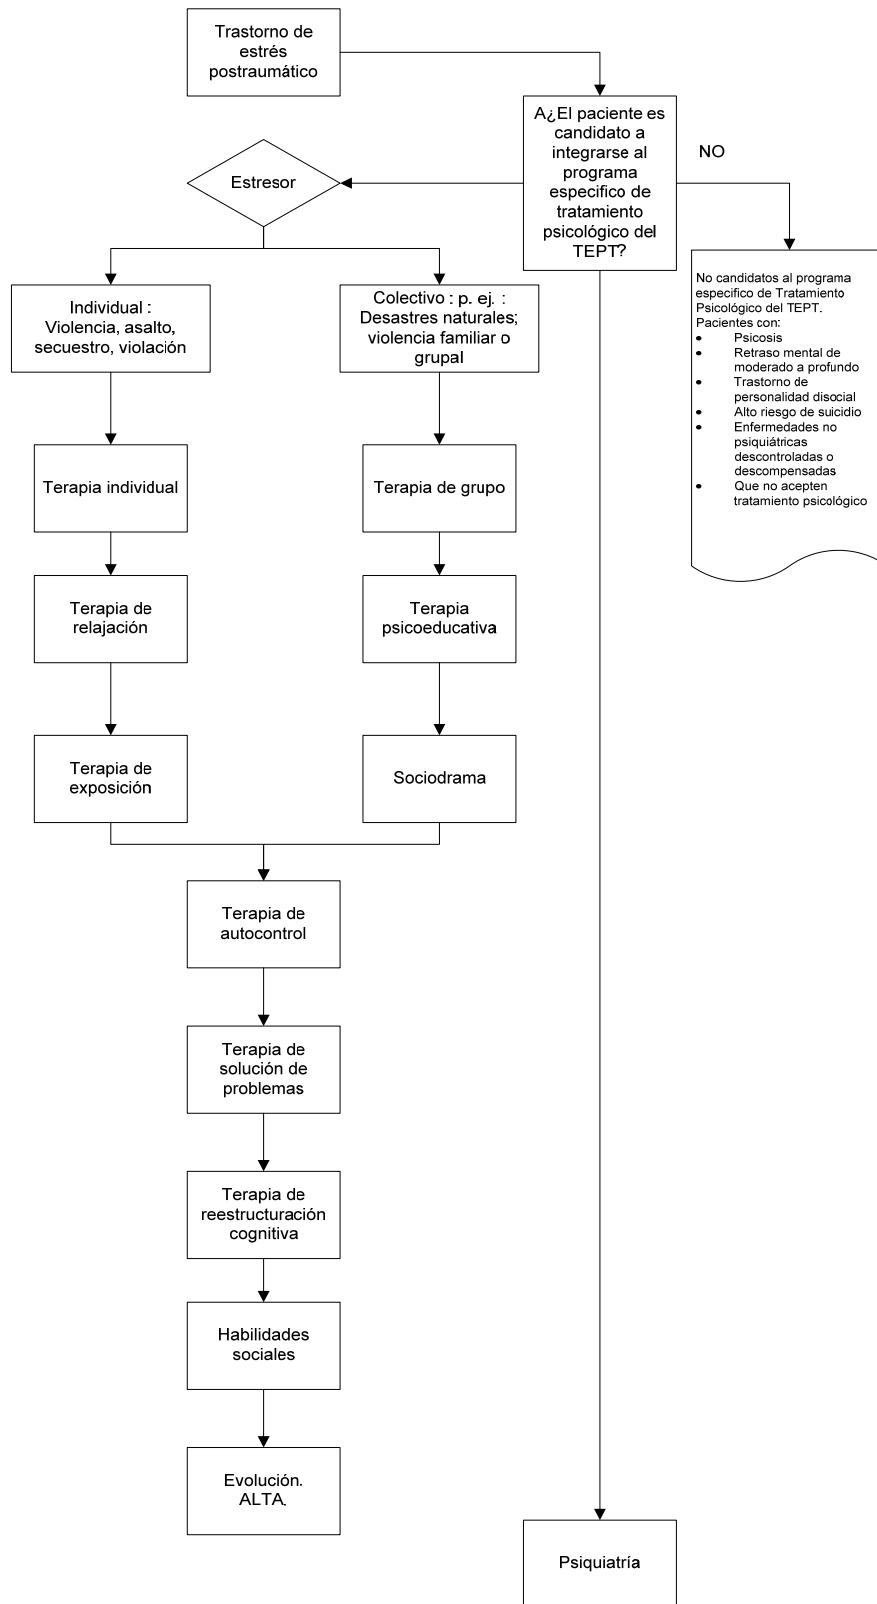 Trastorno de
estrés
postraumático
A¿El paciente es
candidato a
integrarse al
programa
especifico de
tratamiento
psicológico del
TEPT?
NO
Estresor
No candidatos al programa
especifico de Tratamiento
Psicológico del TEPT.
Pacientes con:
• Psicosis
• Retraso mental de
moderado a profundo
• Trastorno de
personalidad disocial
• Alto riesgo de suicidio
• Enfermedades no
psiquiátricas
descontroladas o
descompensadas
• Que no acepten
tratamiento psicológico
Individual :
Violencia, asalto,
secuestro, violación
Colectivo : p. ej. :
Desastres naturales;
violencia familiar o
grupal
Terapia individual
Terapia de grupo
Terapia de
relajación
Terapia
psicoeducativa
Terapia de
exposición
Sociodrama
Terapia de
autocontrol
Terapia de
solución de
problemas
Terapia de
reestructuración
cognitiva
Habilidades
sociales
Evolución.
ALTA.
Psiquiatría